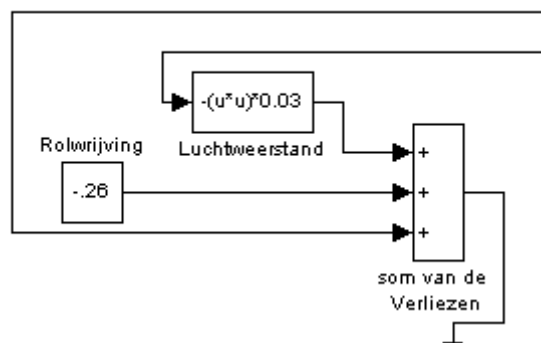 -(u*u)*0.03
Luchtweerstand
Rolwrijving
-.26
+
+
+
som van de
Verliezen